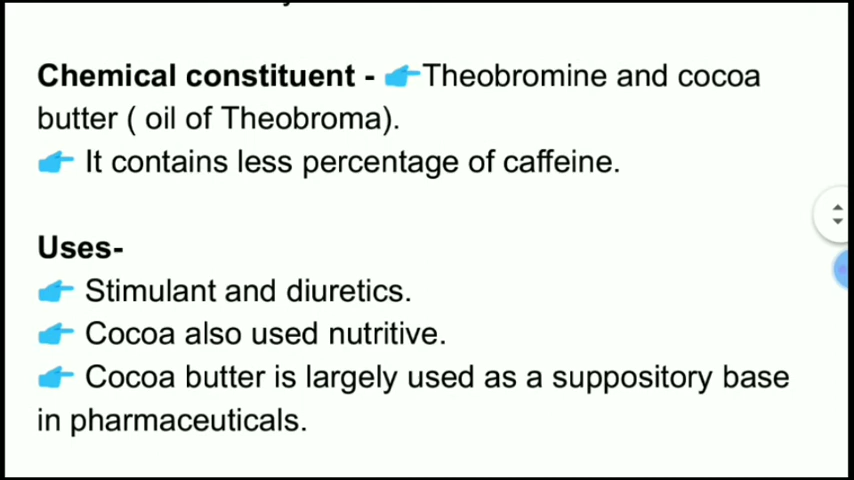 Chemical constituent - 👉Theobromine and cocoa
butter ( oil of Theobroma).
👉 It contains less percentage of caffeine.
Uses-
👉 Stimulant and diuretics.
👉 Cocoa also used nutritive.
👉 Cocoa butter is largely used as a suppository base
in pharmaceuticals.